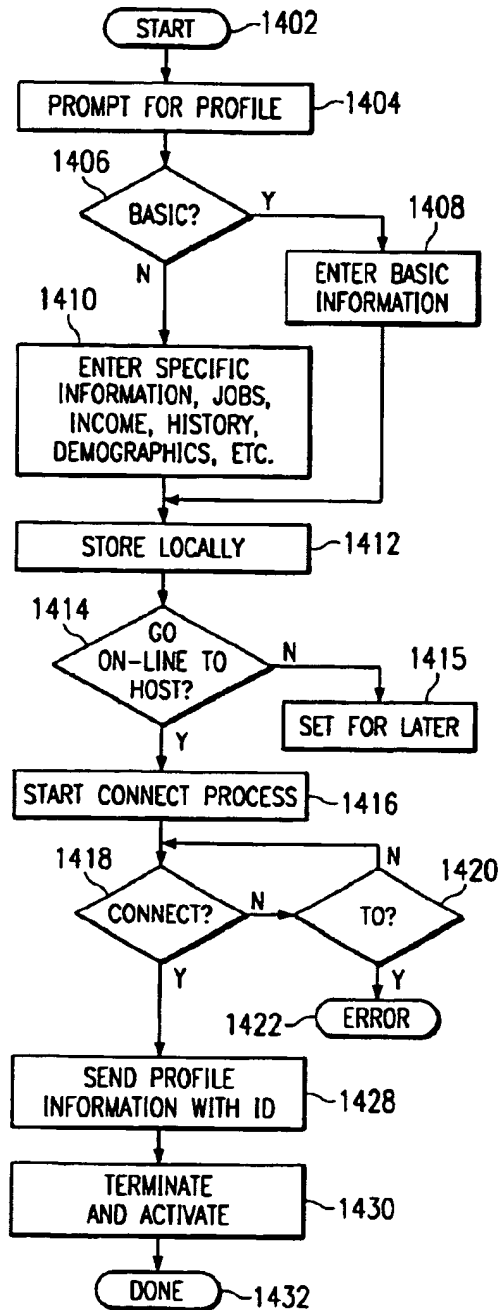 START
1402
PROMPT FOR PROFILE
1404
1406
BASIC?
Y
N
1408
ENTER BASIC
INFORMATION
1410
ENTER SPECIFIC
INFORMATION, JOBS,
INCOME, HISTORY,
DEMOGRAPHICS, ETC.
STORE LOCALLY
1412
1414
GO
ON-LINE TO
HOST?
N
Y
1415
SET FOR LATER
START CONNECT PROCESS
1416
1418
CONNECT?
N
Y
N
1420
TO?
Y
1422
ERROR
SEND PROFILE
INFORMATION WITH ID
1428
TERMINATE
AND ACTIVATE
1430
DONE
1432